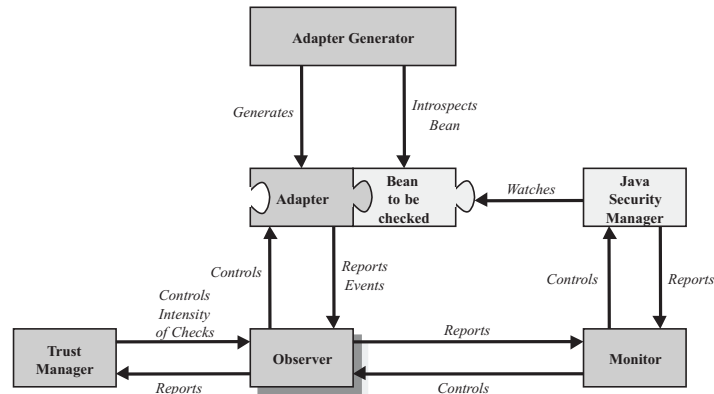 Adapter Generator
Generates
Introspects
Bean
Adapter
Bean
to be
checked
Watches
Java
Security
Manager
Controls
Reports
Events
Controls
Reports
Controls
Intensity
of Checks
Trust
Manager
Observer
Reports
Monitor
Reports
Controls